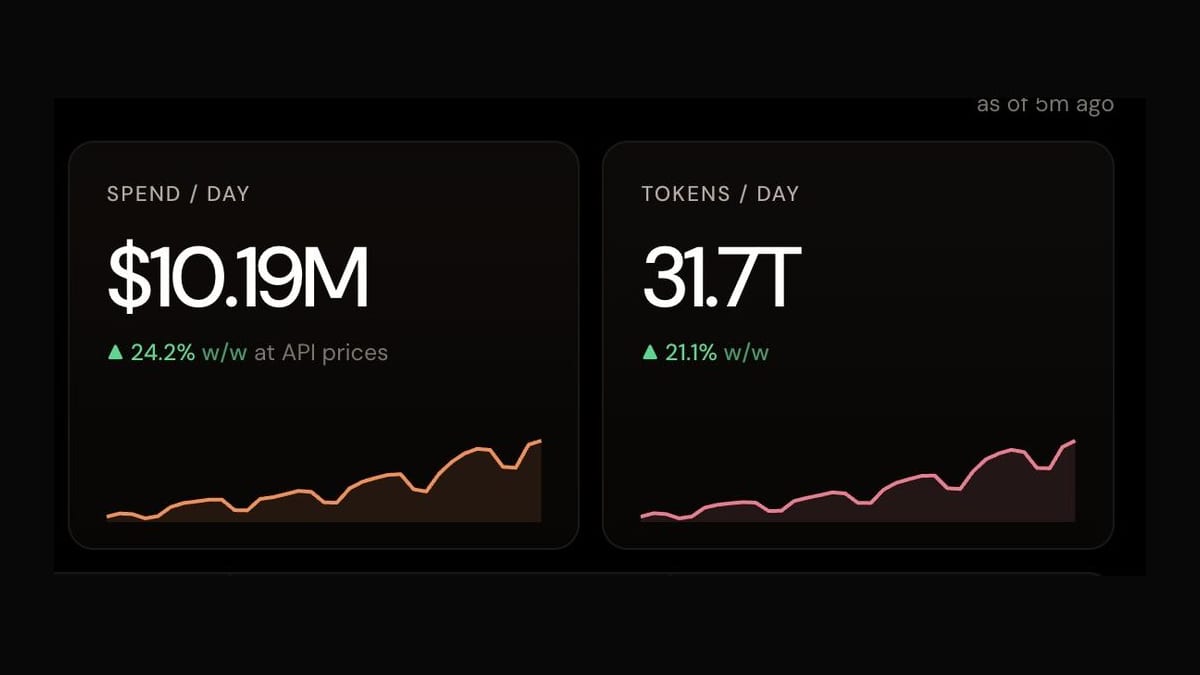 as of 5m ago
SPEND / DAY
$10.19M
▲ 24.2% w/w at API prices
TOKENS / DAY
31.7T
▲ 21.1% w/w